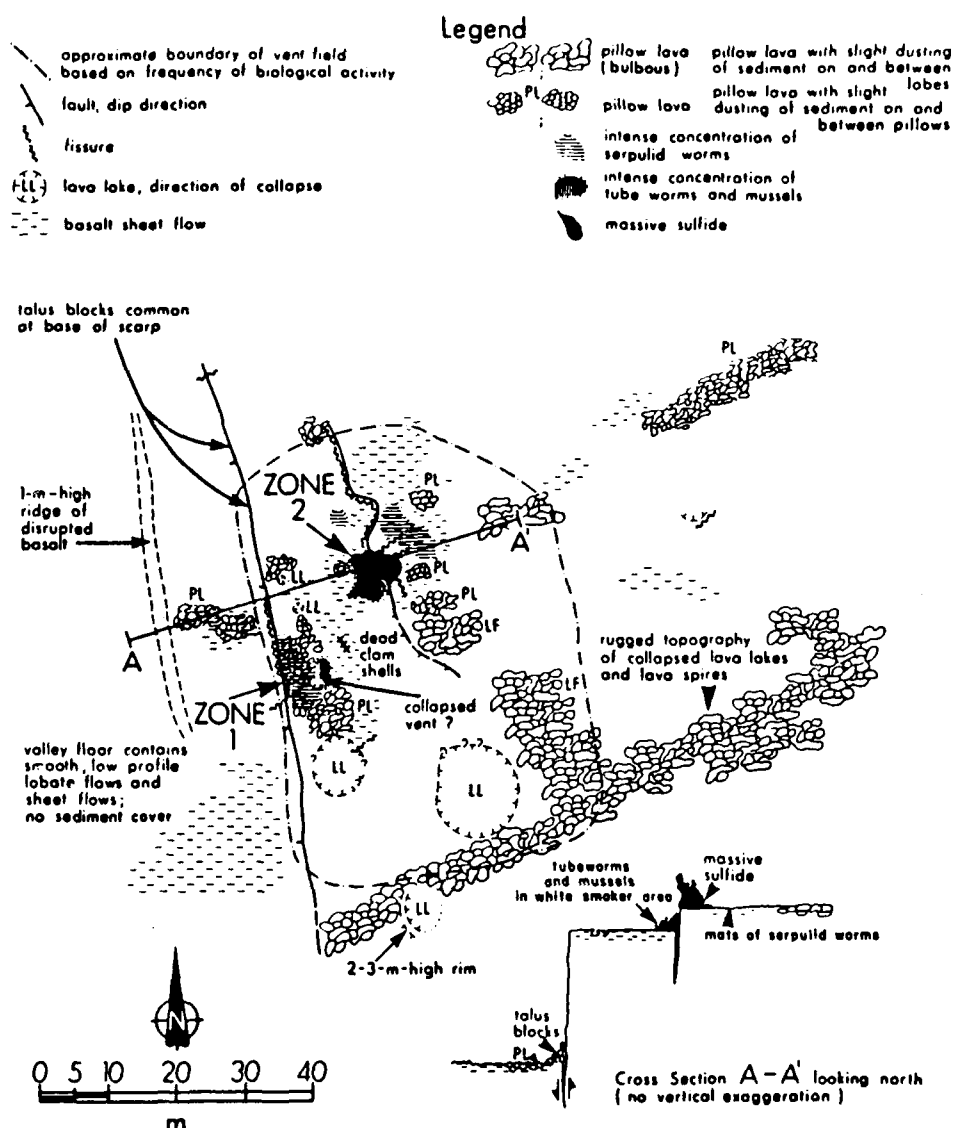 Legend
approximate boundary of vent field
based on frequency of biological activity
fault, dip direction
fissure
LL
lava lake, direction of collapse
basalt sheet flow
pillow lava
(bulbous)
pillow lava with slight dusting
of sediment on and between
lobes
PL
pillow lava
pillow lava with slight
dusting of sediment on and
between pillows
intense concentration of
serpulid worms
intense concentration of
tube worms and mussels
massive sulfide
talus blocks common
at base of scarp
PL
1-m-high
ridge of
disrupted
basalt
ZONE
2
PL
A'
PL
LL
PL
PL
LL
LF
A
dead
clam
shells
rugged topography
of collapsed lava lakes
and lava spires
LF
ZONE
1
PL
collapsed
vent ?
valley floor contains
smooth, low profile
lobate flows and
sheet flows;
no sediment cover
LL
LL
LL
2-3-m-high rim
tubeworms
and mussels
in white smoker area
massive
sulfide
mats of serpulid worms
talus
blocks
PL
N
0 5 10 20 30 40
m
Cross Section A-A' looking north
( no vertical exaggeration )